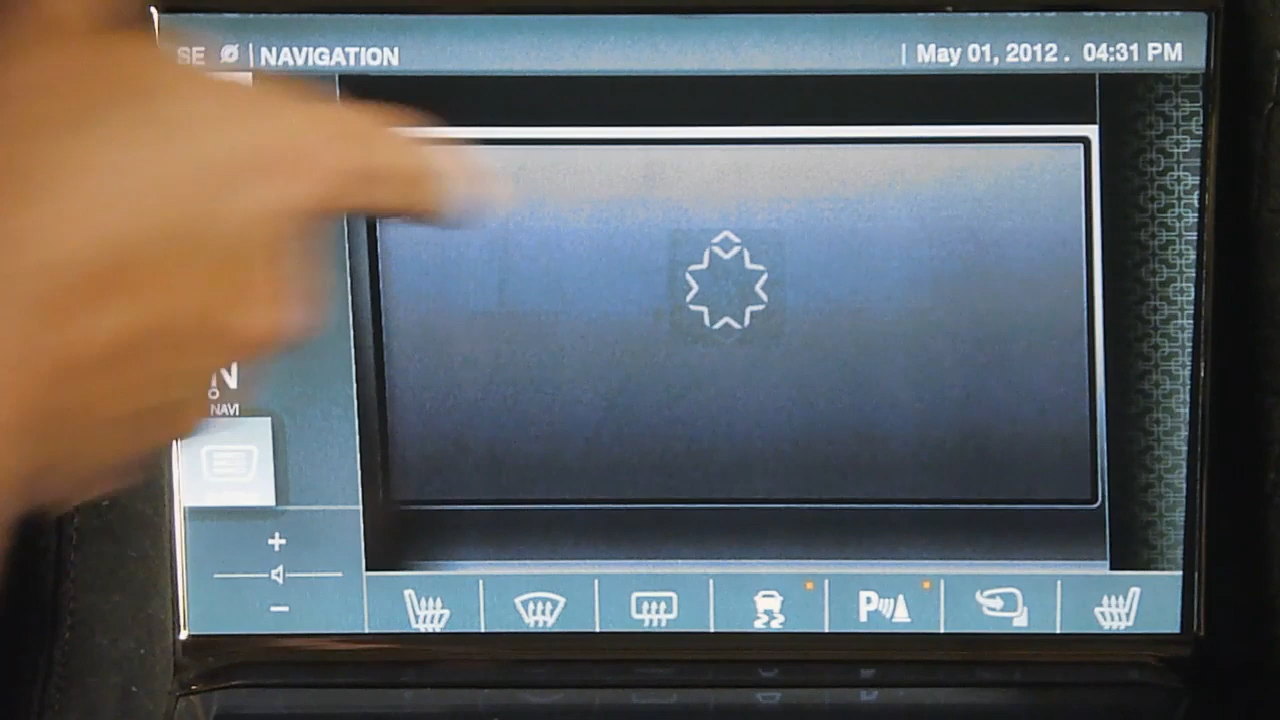 SE | NAVIGATION
| May 01, 2012 . 04:31 PM
N
NAVI
+
−
P